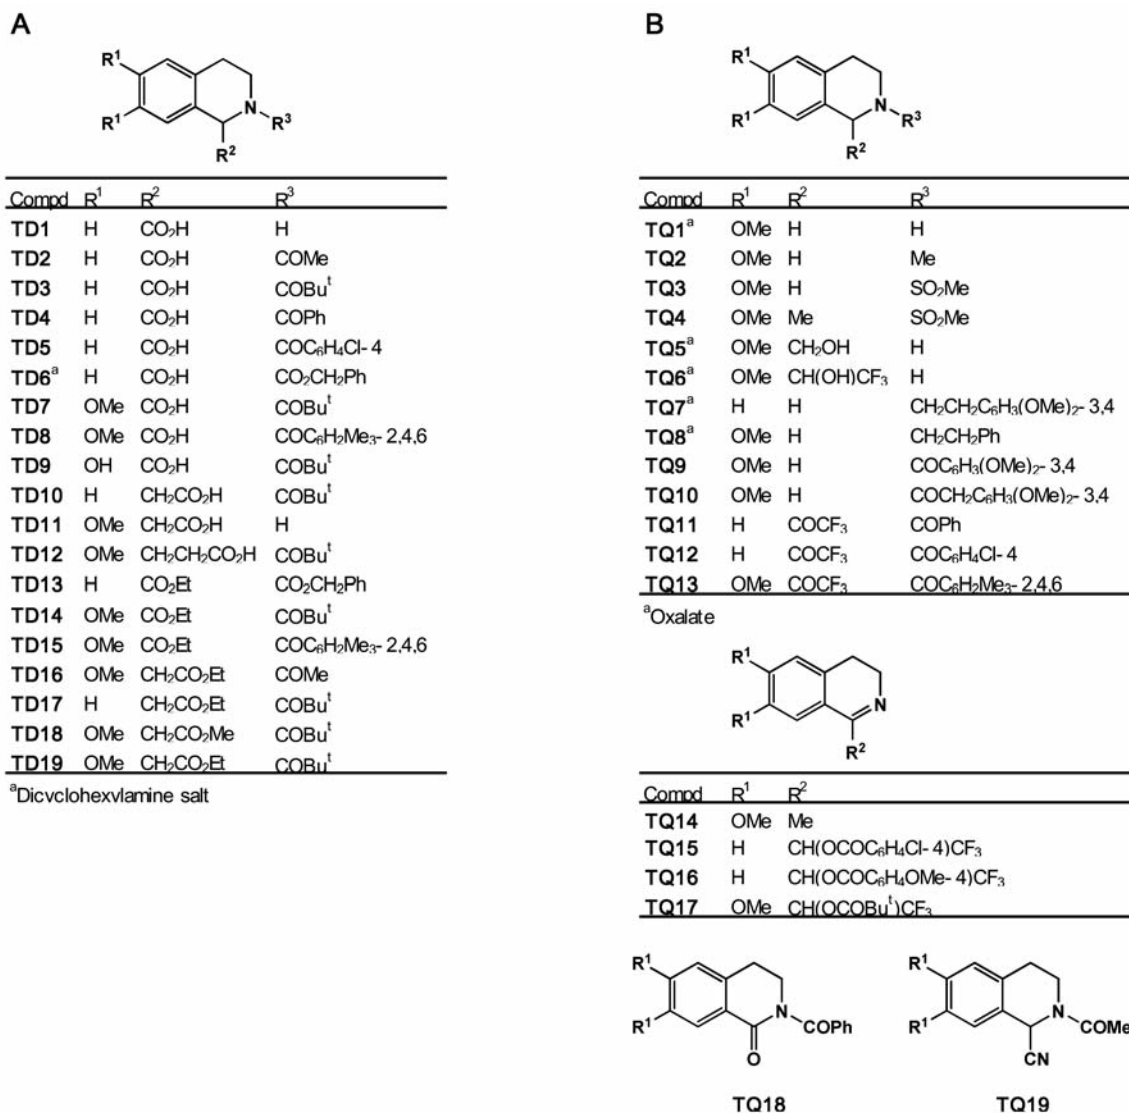 A
R¹
R¹
N
R³
R²
Compd R¹ R² R³
TD1 H CO₂H H
TD2 H CO₂H COMe
TD3 H CO₂H COBuᵗ
TD4 H CO₂H COPh
TD5 H CO₂H COC₆H₄Cl-4
TD6ᵃ H CO₂H CO₂CH₂Ph
TD7 OMe CO₂H COBuᵗ
TD8 OMe CO₂H COC₆H₂Me₃-2,4,6
TD9 OH CO₂H COBuᵗ
TD10 H CH₂CO₂H COBuᵗ
TD11 OMe CH₂CO₂H H
TD12 OMe CH₂CH₂CO₂H COBuᵗ
TD13 H CO₂Et CO₂CH₂Ph
TD14 OMe CO₂Et COBuᵗ
TD15 OMe CO₂Et COC₆H₂Me₃-2,4,6
TD16 OMe CH₂CO₂Et COMe
TD17 H CH₂CO₂Et COBuᵗ
TD18 OMe CH₂CO₂Me COBuᵗ
TD19 OMe CH₂CO₂Et COBuᵗ
ᵃDicyclohexylamine salt
B
R¹
R¹
N
R³
R²
Compd R¹ R² R³
TQ1ᵃ OMe H H
TQ2 OMe H Me
TQ3 OMe H SO₂Me
TQ4 OMe Me SO₂Me
TQ5ᵃ OMe CH₂OH H
TQ6ᵃ OMe CH(OH)CF₃ H
TQ7ᵃ H H CH₂CH₂C₆H₃(OMe)₂-3,4
TQ8ᵃ OMe H CH₂CH₂Ph
TQ9 OMe H COC₆H₃(OMe)₂-3,4
TQ10 OMe H COCH₂C₆H₃(OMe)₂-3,4
TQ11 H COCF₃ COPh
TQ12 H COCF₃ COC₆H₄Cl-4
TQ13 OMe COCF₃ COC₆H₂Me₃-2,4,6
ᵃOxalate
R¹
R¹
N
R²
Compd R¹ R²
TQ14 OMe Me
TQ15 H CH(OCOC₆H₄Cl-4)CF₃
TQ16 H CH(OCOC₆H₄OMe-4)CF₃
TQ17 OMe CH(OCOBuᵗ)CF₃
R¹
R¹
N
COPh
O
TQ18
R¹
R¹
N
COMe
CN
TQ19